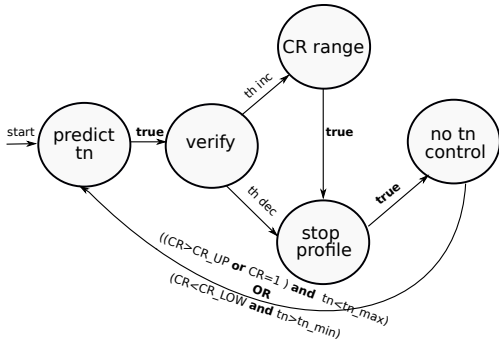 CR range
th inc
start
predict
tn
true
verify
true
no tn
control
th dec
true
stop
profile
((CR>CR_UP or CR=1 ) and tn<tn_max)
OR
(CR<CR_LOW and tn>tn_min)